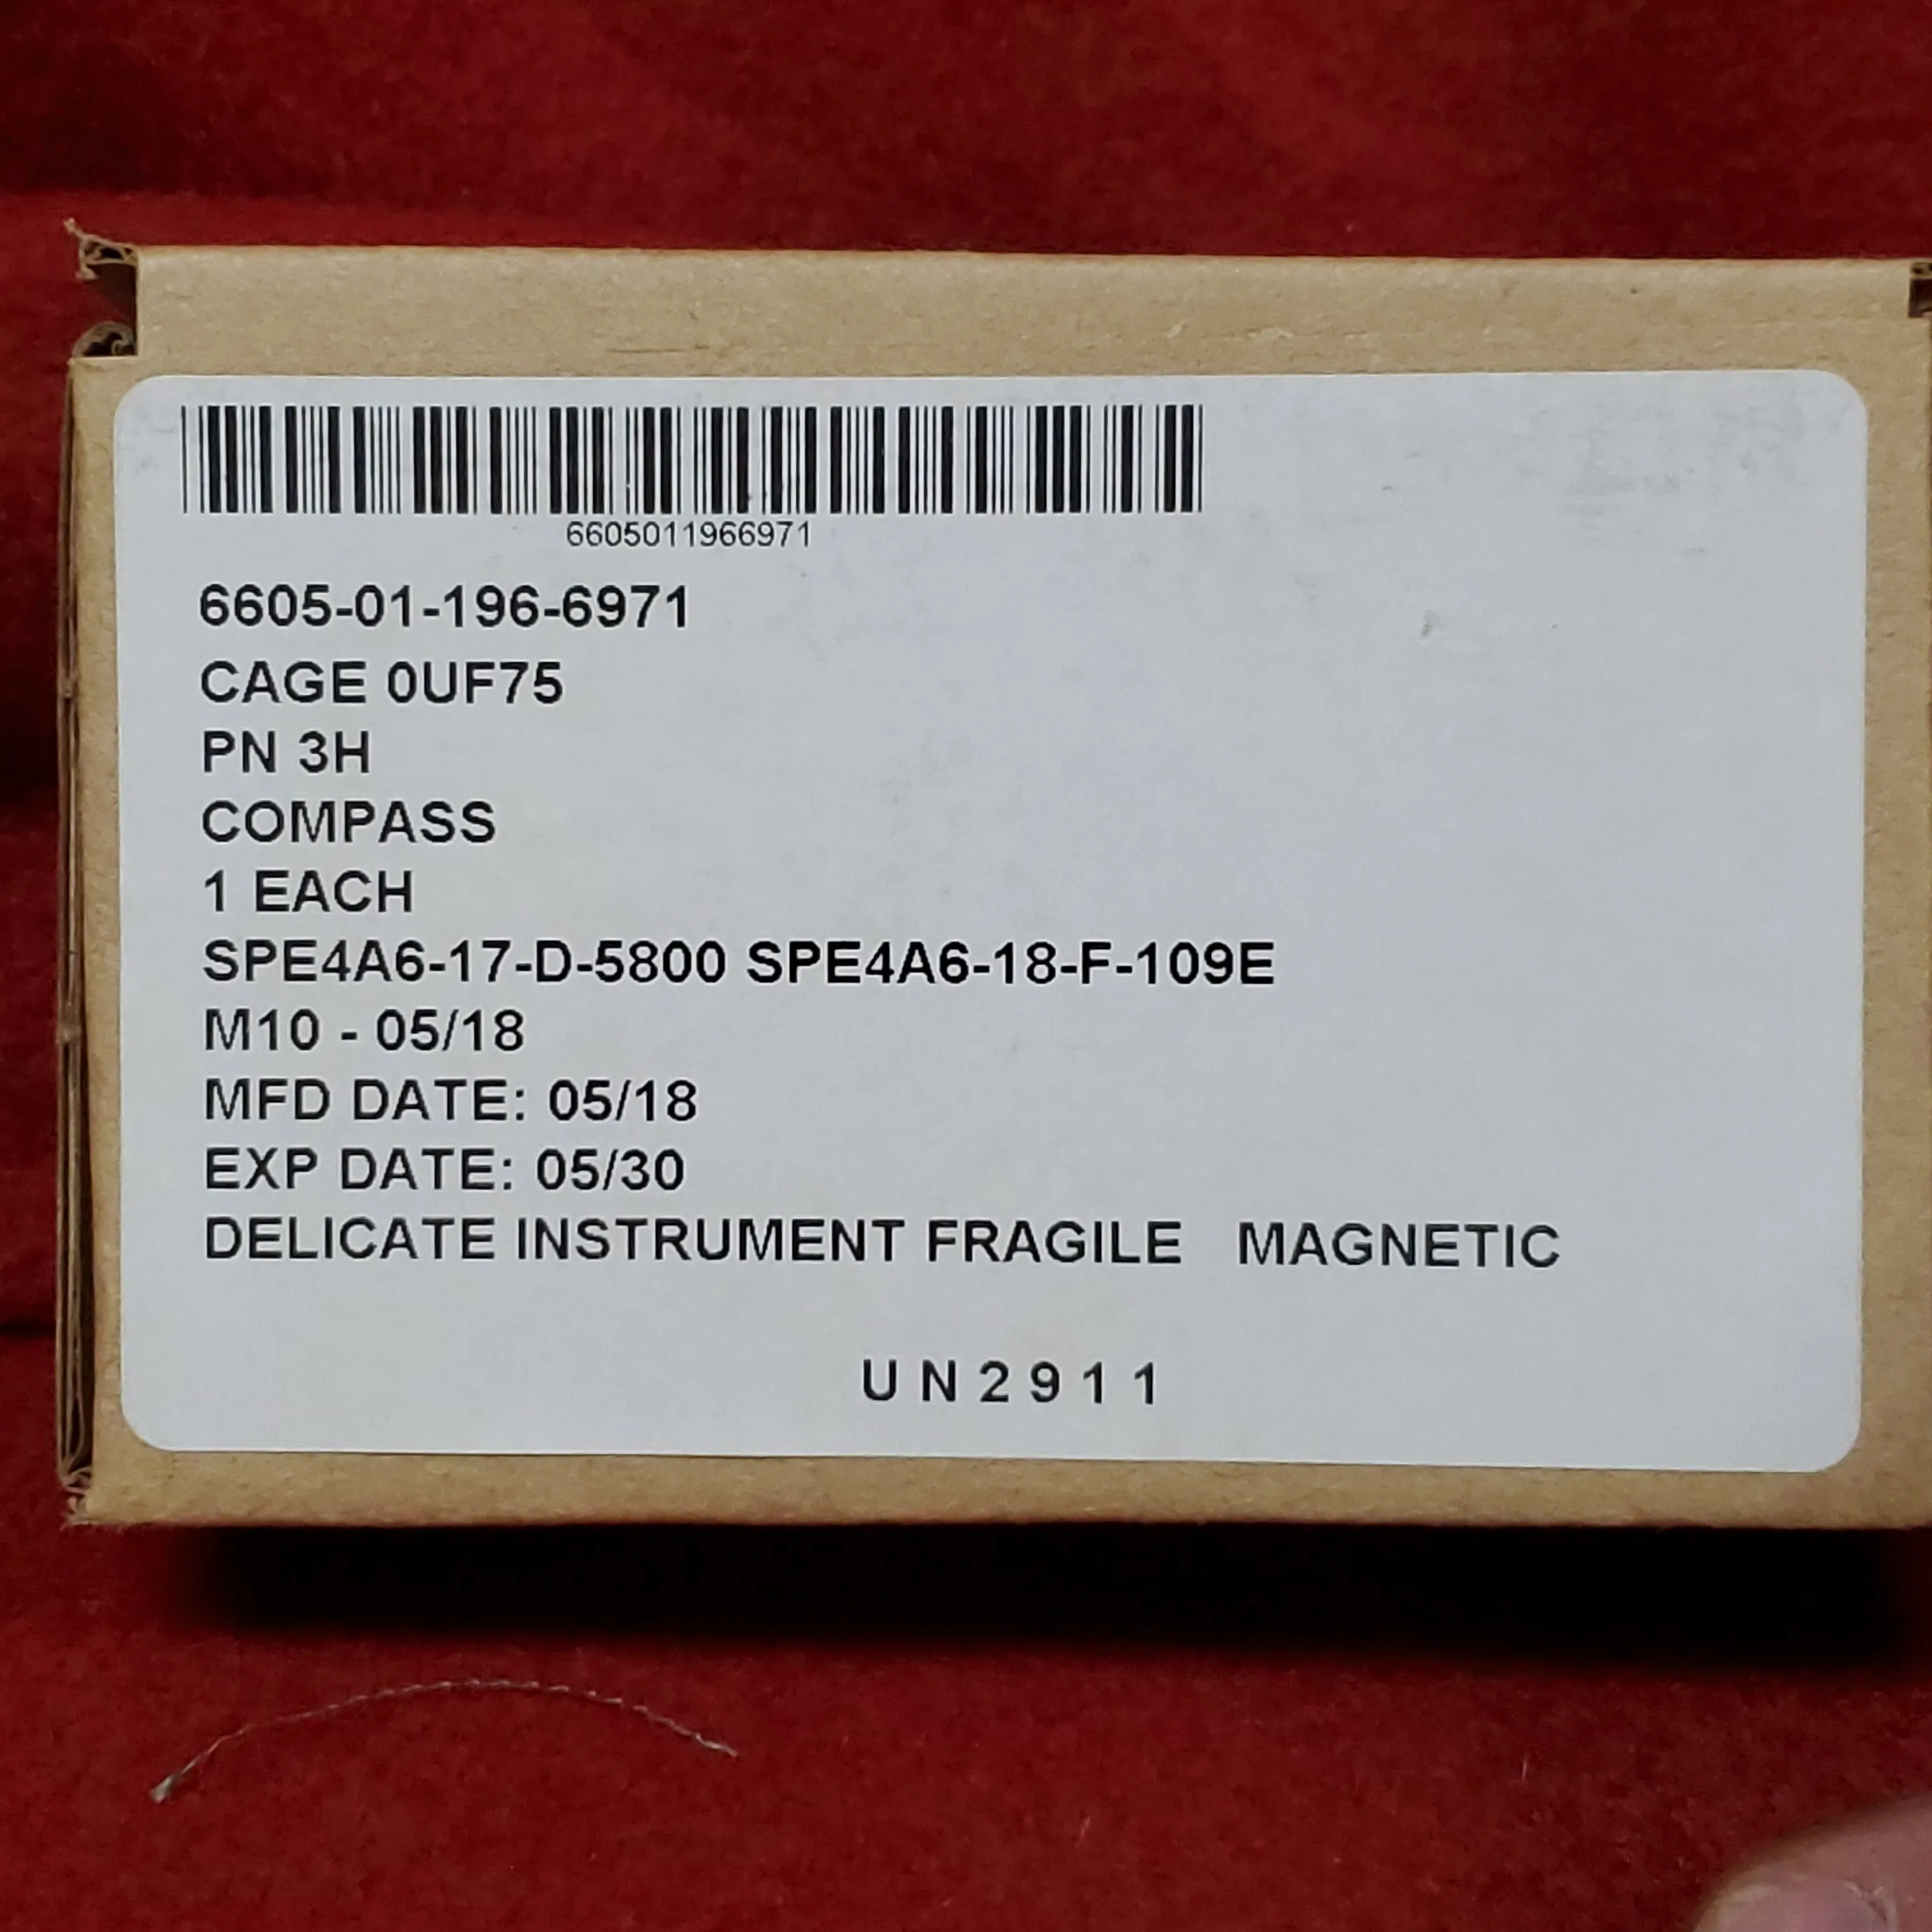 6605011966971
6605-01-196-6971
CAGE 0UF75
PN 3H
COMPASS
1 EACH
SPE4A6-17-D-5800 SPE4A6-18-F-109E
M10 - 05/18
MFD DATE: 05/18
EXP DATE: 05/30
DELICATE INSTRUMENT FRAGILE MAGNETIC
UN2911